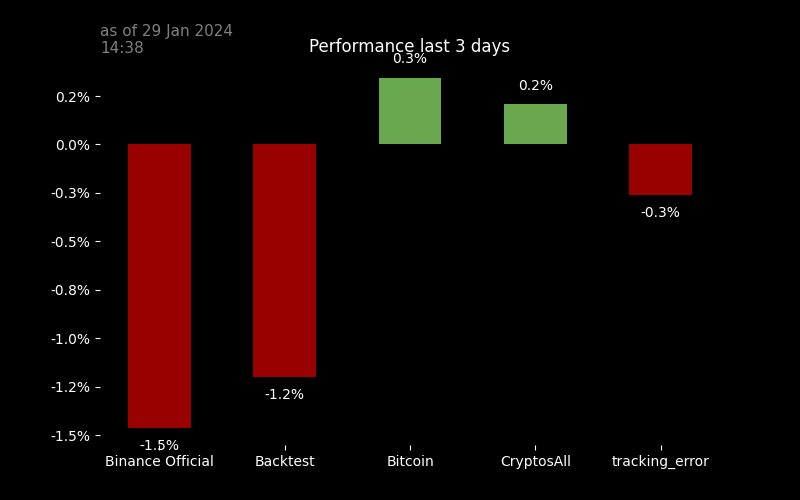 as of 29 Jan 2024
14:38
Performance last 3 days
0.3%
0.2%
0.2%
0.0%
-0.3%
-0.3%
-0.5%
-0.8%
-1.0%
-1.2%
-1.2%
-1.5%
-1.5%
Binance Official
Backtest
Bitcoin
CryptosAll
tracking_error